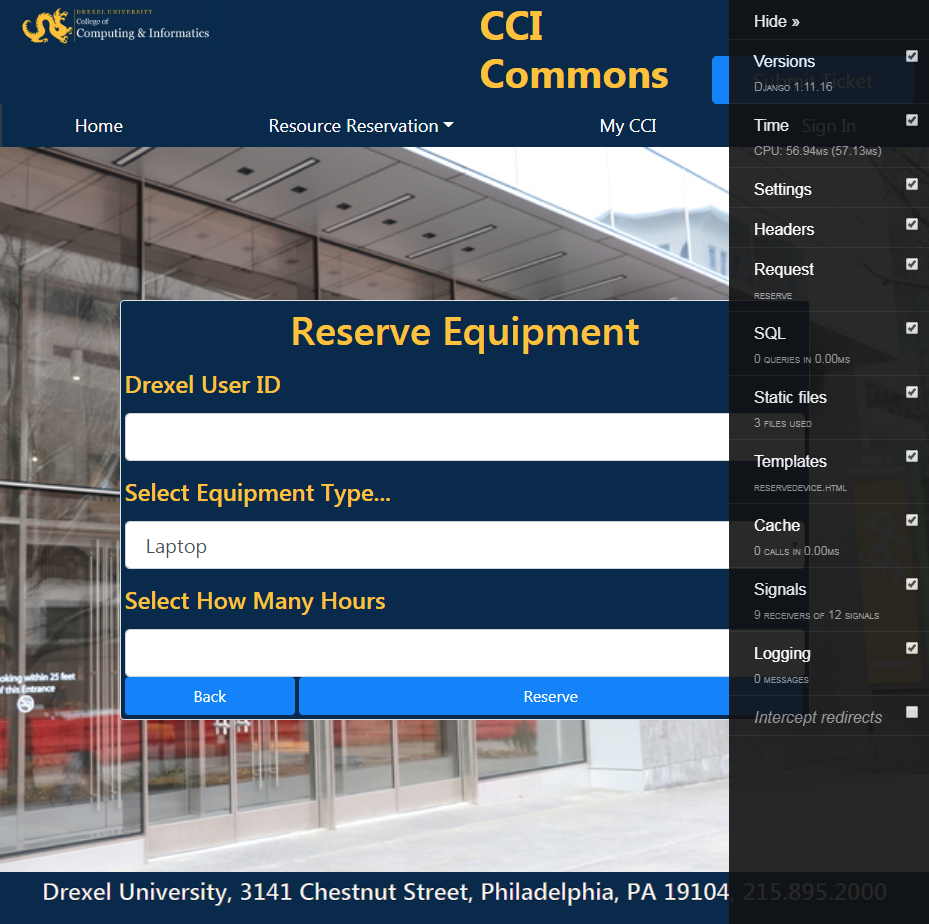 DREXEL UNIVERSITY
College of
Computing & Informatics
CCI
Commons
Submit Ticket
Home
Resource Reservation
My CCI
Sign In
Reserve Equipment
Drexel User ID
Select Equipment Type...
Laptop
Select How Many Hours
Back
Reserve
oking within 25 feet
f this Entrance
Drexel University, 3141 Chestnut Street, Philadelphia, PA 19104, 215.895.2000
Hide »
Versions
Django 1.11.16
Time
CPU: 56.94ms (57.13ms)
Settings
Headers
Request
reserve
SQL
0 queries in 0.00ms
Static files
3 files used
Templates
reservedevice.html
Cache
0 calls in 0.00ms
Signals
9 receivers of 12 signals
Logging
0 messages
Intercept redirects